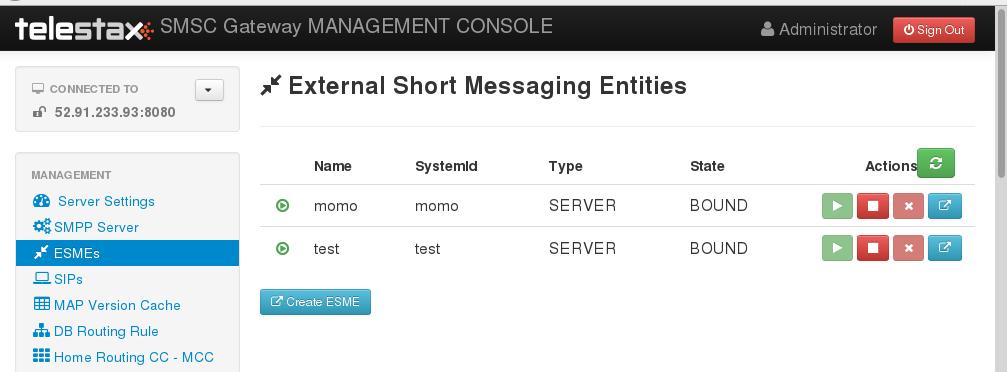 telestax SMSC Gateway MANAGEMENT CONSOLE Administrator Sign Out
CONNECTED TO
52.91.233.93:8080
External Short Messaging Entities
MANAGEMENT
Server Settings
SMPP Server
ESMEs
SIPs
MAP Version Cache
DB Routing Rule
Home Routing CC - MCC
Name SystemId Type State Actions
momo momo SERVER BOUND
test test SERVER BOUND
Create ESME